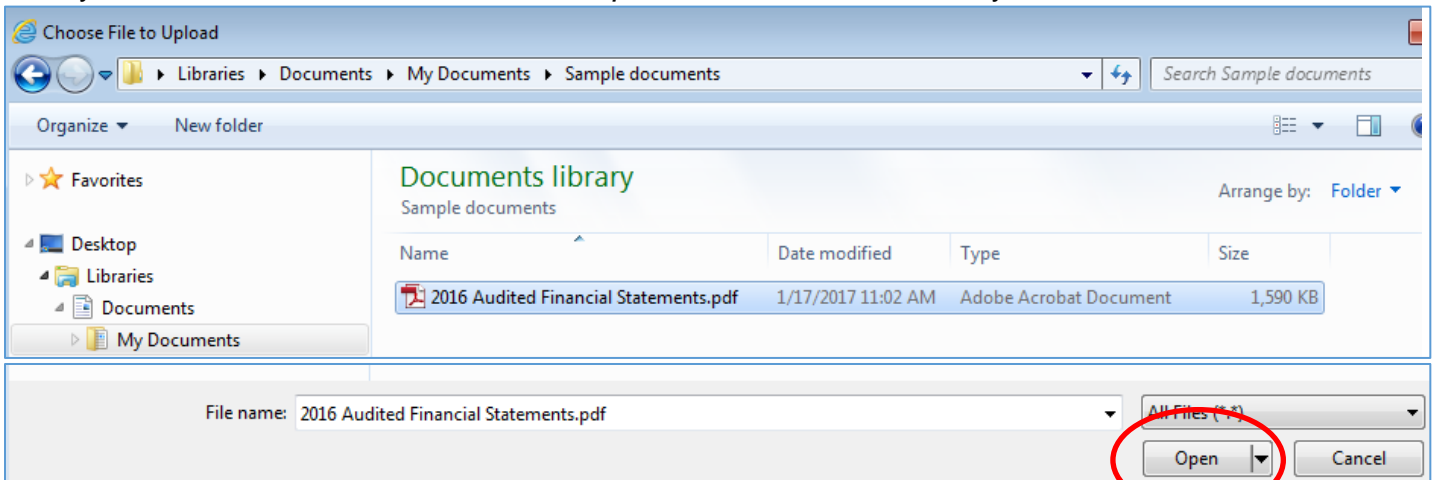 Choose File to Upload
Libraries ▸ Documents ▸ My Documents ▸ Sample documents
Search Sample documents
Organize ▾ New folder
Favorites
Documents library
Sample documents
Arrange by: Folder ▾
Desktop
Libraries
Documents
My Documents
Name Date modified Type Size
2016 Audited Financial Statements.pdf 1/17/2017 11:02 AM Adobe Acrobat Document 1,590 KB
File name: 2016 Audited Financial Statements.pdf
All Files (*.*)
Open Cancel